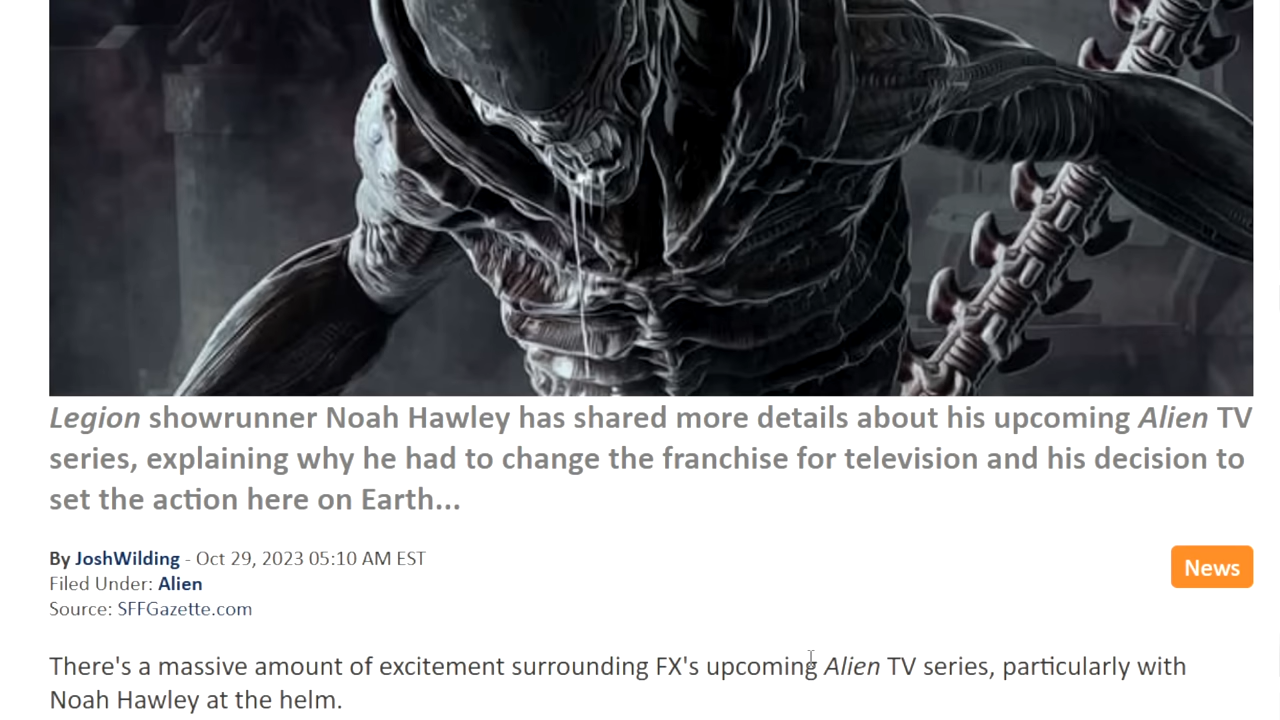 Legion showrunner Noah Hawley has shared more details about his upcoming Alien TV
series, explaining why he had to change the franchise for television and his decision to
set the action here on Earth...
By JoshWilding - Oct 29, 2023 05:10 AM EST
Filed Under: Alien
News
Source: SFFGazette.com
There's a massive amount of excitement surrounding FX's upcoming Alien TV series, particularly with
Noah Hawley at the helm.